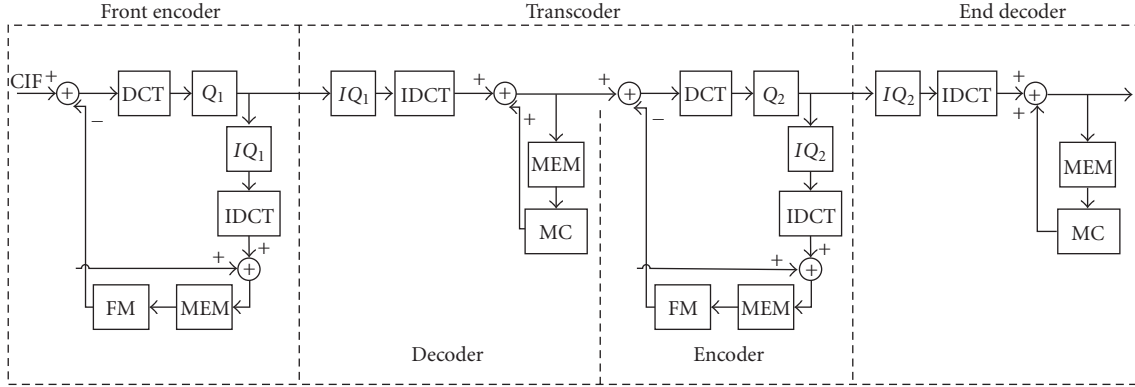 Front encoder
Transcoder
End decoder
CIF + + DCT Q1 IQ1 IDCT + + + + DCT Q2 IQ2 IDCT + +
− + − +
IQ1 MEM IQ2 MEM
IDCT MC IDCT MC
+ + + + + +
FM MEM FM MEM
Decoder
Encoder